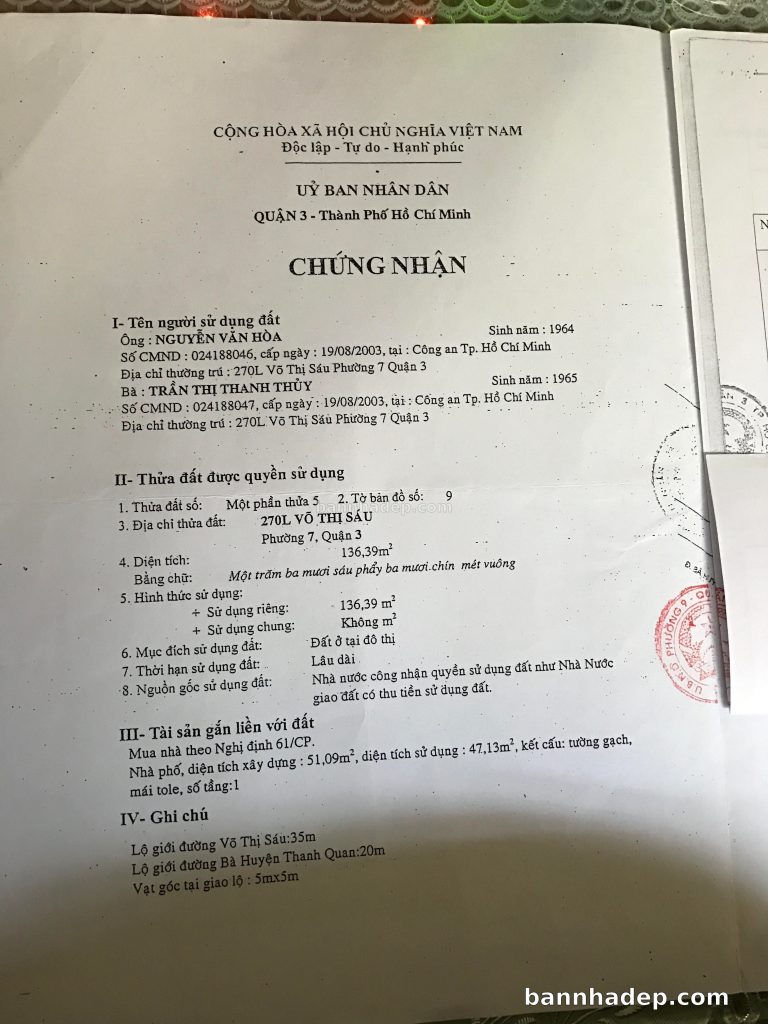 CỘNG HÒA XÃ HỘI CHỦ NGHĨA VIỆT NAM
Độc lập - Tự do - Hạnh phúc
UỶ BAN NHÂN DÂN
QUẬN 3 - Thành Phố Hồ Chí Minh
CHỨNG NHẬN
I- Tên người sử dụng đất
Ông : NGUYỄN VĂN HÒA Sinh năm : 1964
Số CMND : 024188046, cấp ngày : 19/08/2003, tại : Công an Tp. Hồ Chí Minh
Địa chỉ thường trú : 270L Võ Thị Sáu Phường 7 Quận 3
Bà : TRẦN THỊ THANH THỦY Sinh năm : 1965
Số CMND : 024188047, cấp ngày : 19/08/2003, tại : Công an Tp. Hồ Chí Minh
Địa chỉ thường trú : 270L Võ Thị Sáu Phường 7 Quận 3
II- Thửa đất được quyền sử dụng
1. Thửa đất số: Một phần thửa 5 2. Tờ bản đồ số: 9
bannhadep.com
3. Địa chỉ thửa đất: 270L VÕ THỊ SÁU
Phường 7, Quận 3
4. Diện tích: 136,39m²
Bằng chữ: Một trăm ba mươi sáu phẩy ba mươi chín mét vuông
5. Hình thức sử dụng:
+ Sử dụng riêng: 136,39 m²
+ Sử dụng chung: Không m²
6. Mục đích sử dụng đất: Đất ở tại đô thị
7. Thời hạn sử dụng đất: Lâu dài
8. Nguồn gốc sử dụng đất: Nhà nước công nhận quyền sử dụng đất như Nhà Nước
giao đất có thu tiền sử dụng đất.
III- Tài sản gắn liền với đất
Mua nhà theo Nghị định 61/CP.
Nhà phố, diện tích xây dựng : 51,09m², diện tích sử dụng : 47,13m², kết cấu: tường gạch,
mái tole, số tầng:1
IV- Ghi chú
Lộ giới đường Võ Thị Sáu:35m
Lộ giới đường Bà Huyện Thanh Quan:20m
Vạt góc tại giao lộ : 5mx5m
U.B.N.D PHƯỜNG 9 - QU
bannhadep.com